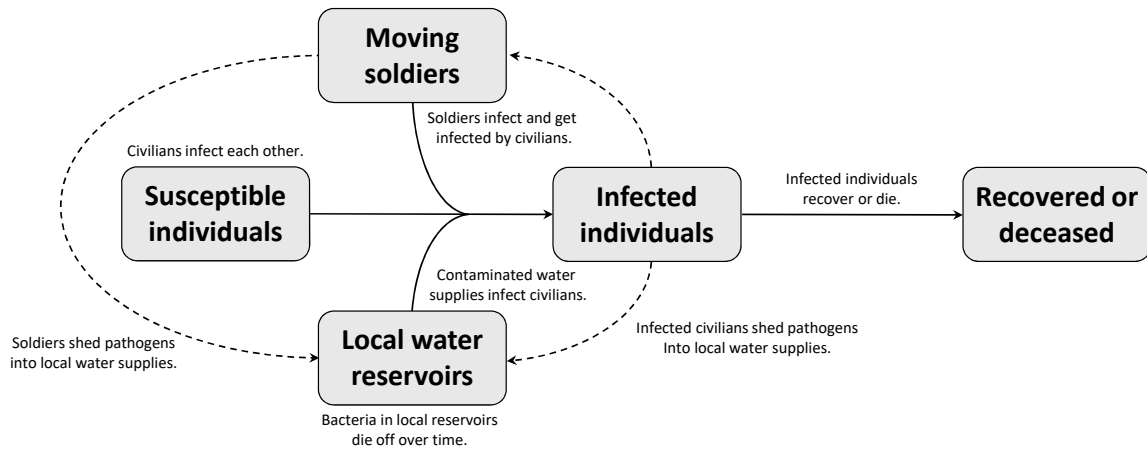 Moving
soldiers
Soldiers infect and get
infected by civilians.
Civilians infect each other.
Susceptible
individuals
Infected
individuals
Infected individuals
recover or die.
Recovered or
deceased
Contaminated water
supplies infect civilians.
Soldiers shed pathogens
into local water supplies.
Local water
reservoirs
Infected civilians shed pathogens
Into local water supplies.
Bacteria in local reservoirs
die off over time.